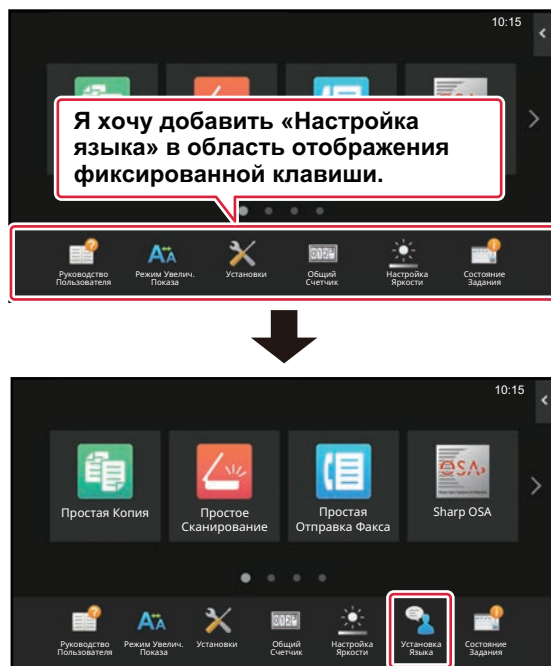 10:15
Я хочу добавить «Настройка
языка» в область отображения
фиксированной клавиши.
Руководство
Пользователя
Режим Увелич.
Показа
Установки
Общий
Счетчик
Настройка
Яркости
Состояние
Задания
10:15
OSA
Простая Копия
Простое
Сканирование
Простая
Отправка Факса
Sharp OSA
Руководство
Пользователя
Режим Увелич.
Показа
Установки
Общий
Счетчик
Настройка
Яркости
Установка
Языка
Состояние
Задания